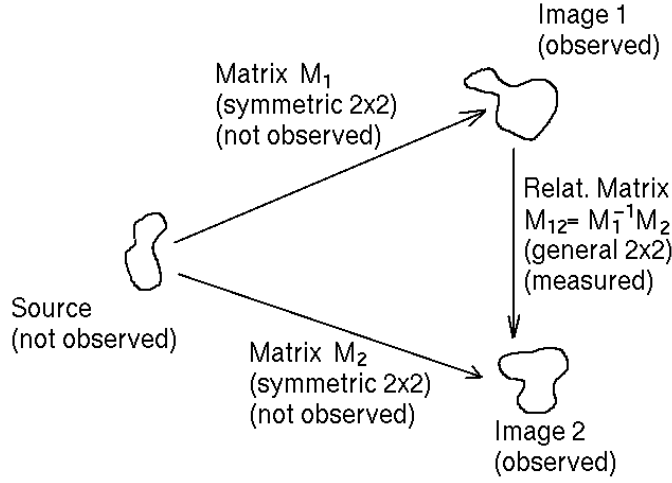 Image 1
(observed)
Matrix M₁
(symmetric 2x2)
(not observed)
Relat. Matrix
M₁₂= M₁⁻¹M₂
(general 2x2)
(measured)
Source
(not observed)
Matrix M₂
(symmetric 2x2)
(not observed)
Image 2
(observed)